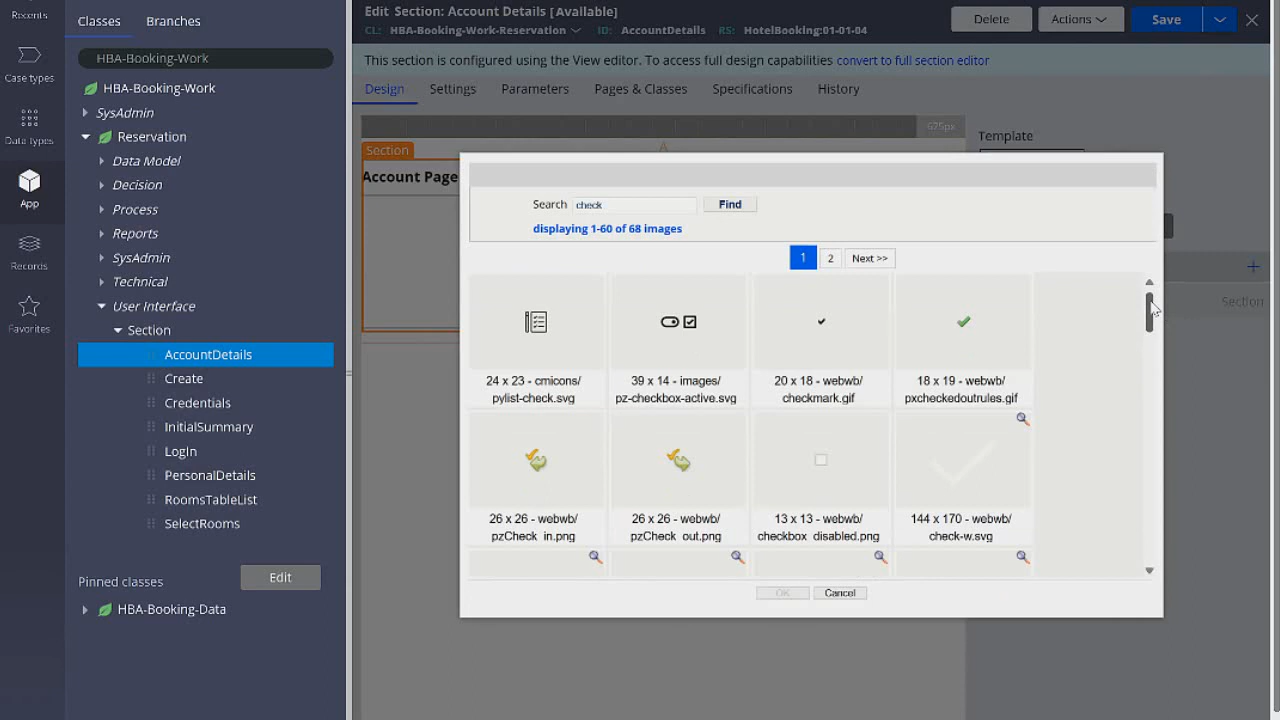 Recents
Case types
Data types
App
Records
Favorites
Classes
Branches
HBA-Booking-Work
HBA-Booking-Work
SysAdmin
Reservation
Data Model
Decision
Process
Reports
SysAdmin
Technical
User Interface
Section
AccountDetails
Create
Credentials
InitialSummary
LogIn
PersonalDetails
RoomsTableList
SelectRooms
Pinned classes
Edit
HBA-Booking-Data
Edit Section: Account Details [Available]
CL: HBA-Booking-Work-Reservation ID: AccountDetails RS: HotelBooking:01-01-04
Delete
Actions
Save
This section is configured using the View editor. To access full design capabilities convert to full section editor
Design
Settings
Parameters
Pages & Classes
Specifications
History
675px
Template
Section
A
Account Page
Section
Search check Find
displaying 1-60 of 68 images
1 2 Next >>
24 x 23 - cmicons/
pylist-check.svg
39 x 14 - images/
pz-checkbox-active.svg
20 x 18 - webwb/
checkmark.gif
18 x 19 - webwb/
pxcheckedoutrules.gif
26 x 26 - webwb/
pzCheck_in.png
26 x 26 - webwb/
pzCheck_out.png
13 x 13 - webwb/
checkbox_disabled.png
144 x 170 - webwb/
check-w.svg
OK Cancel